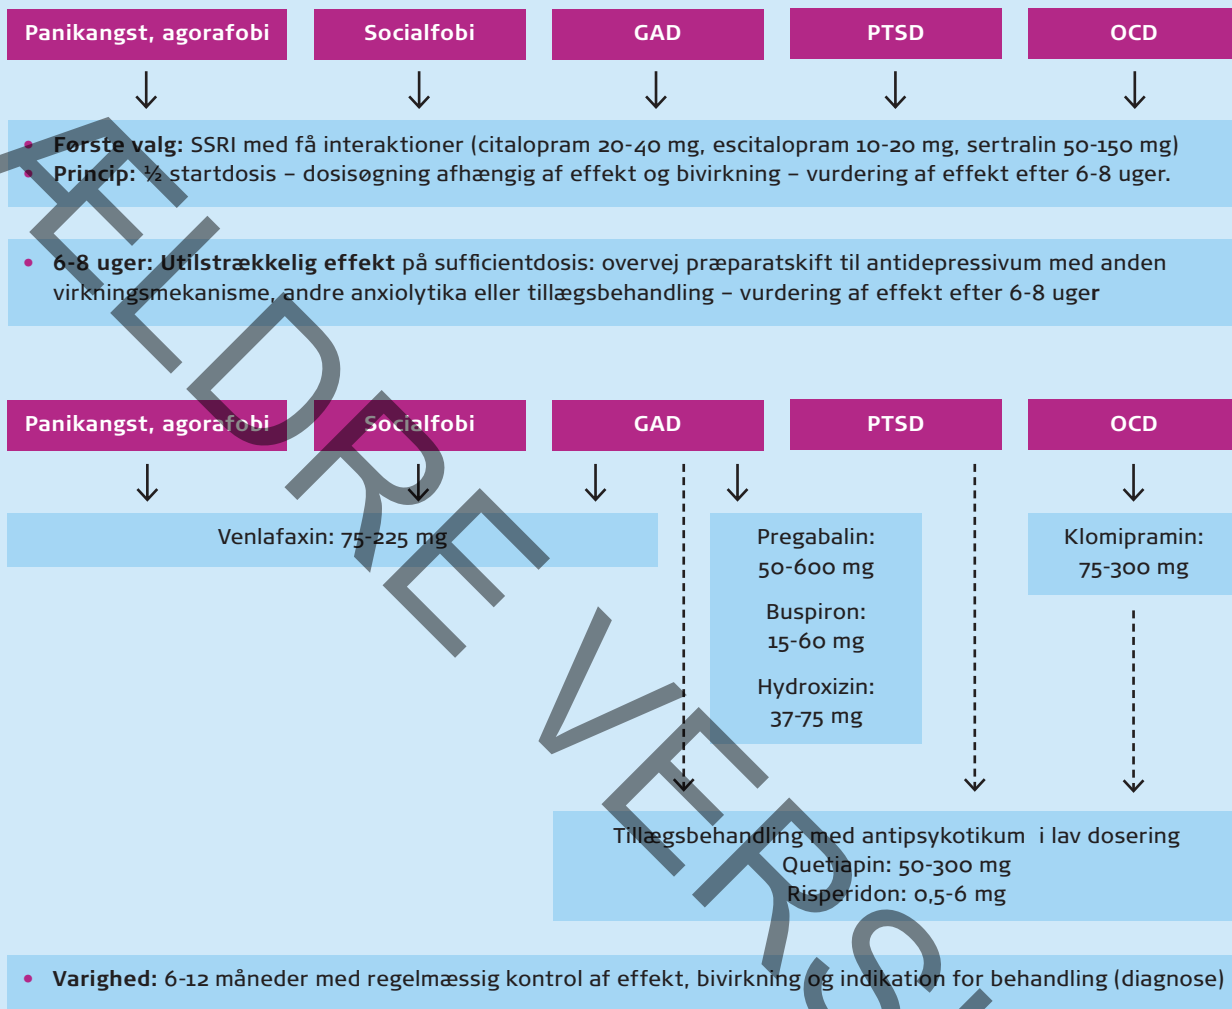 Panikangst, agorafobi
Socialfobi
GAD
PTSD
OCD
• Første valg: SSRI med få interaktioner (citalopram 20-40 mg, escitalopram 10-20 mg, sertralin 50-150 mg)
• Princip: ½ startdosis – dosisøgning afhængig af effekt og bivirkning – vurdering af effekt efter 6-8 uger.
• 6-8 uger: Utilstrækkelig effekt på sufficientdosis: overvej præparatskift til antidepressivum med anden
virkningsmekanisme, andre anxiolytika eller tillægsbehandling – vurdering af effekt efter 6-8 uger
Panikangst, agorafobi
Socialfobi
GAD
PTSD
OCD
Venlafaxin: 75-225 mg
Pregabalin:
50-600 mg
Buspiron:
15-60 mg
Hydroxizin:
37-75 mg
Klomipramin:
75-300 mg
Tillægsbehandling med antipsykotikum i lav dosering
Quetiapin: 50-300 mg
Risperidon: 0,5-6 mg
• Varighed: 6-12 måneder med regelmæssig kontrol af effekt, bivirkning og indikation for behandling (diagnose)
ÆLDRE VERS